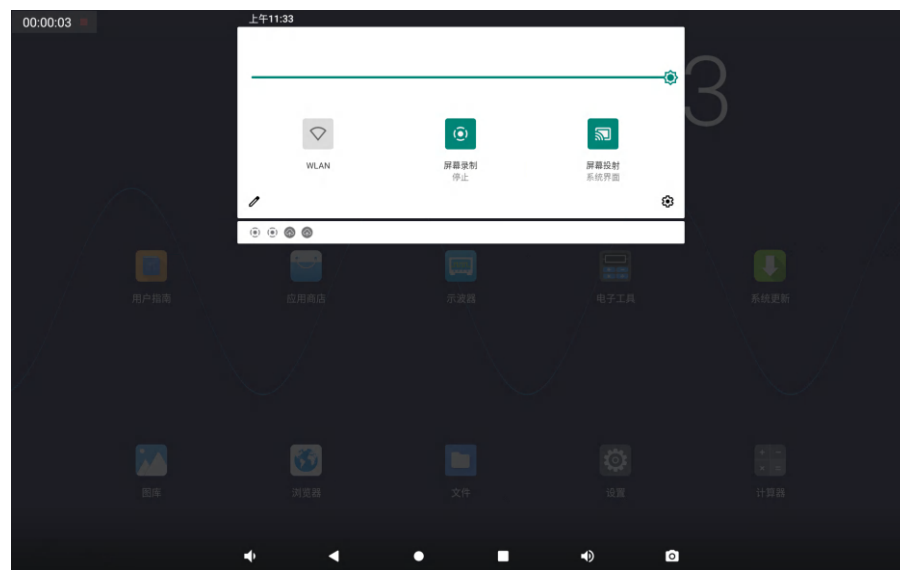 00:00:03
上午11:33
3
WLAN
屏幕录制
停止
屏幕投射
系统界面
用户指南
应用商店
示波器
电子工具
系统更新
图库
浏览器
文件
设置
计算器